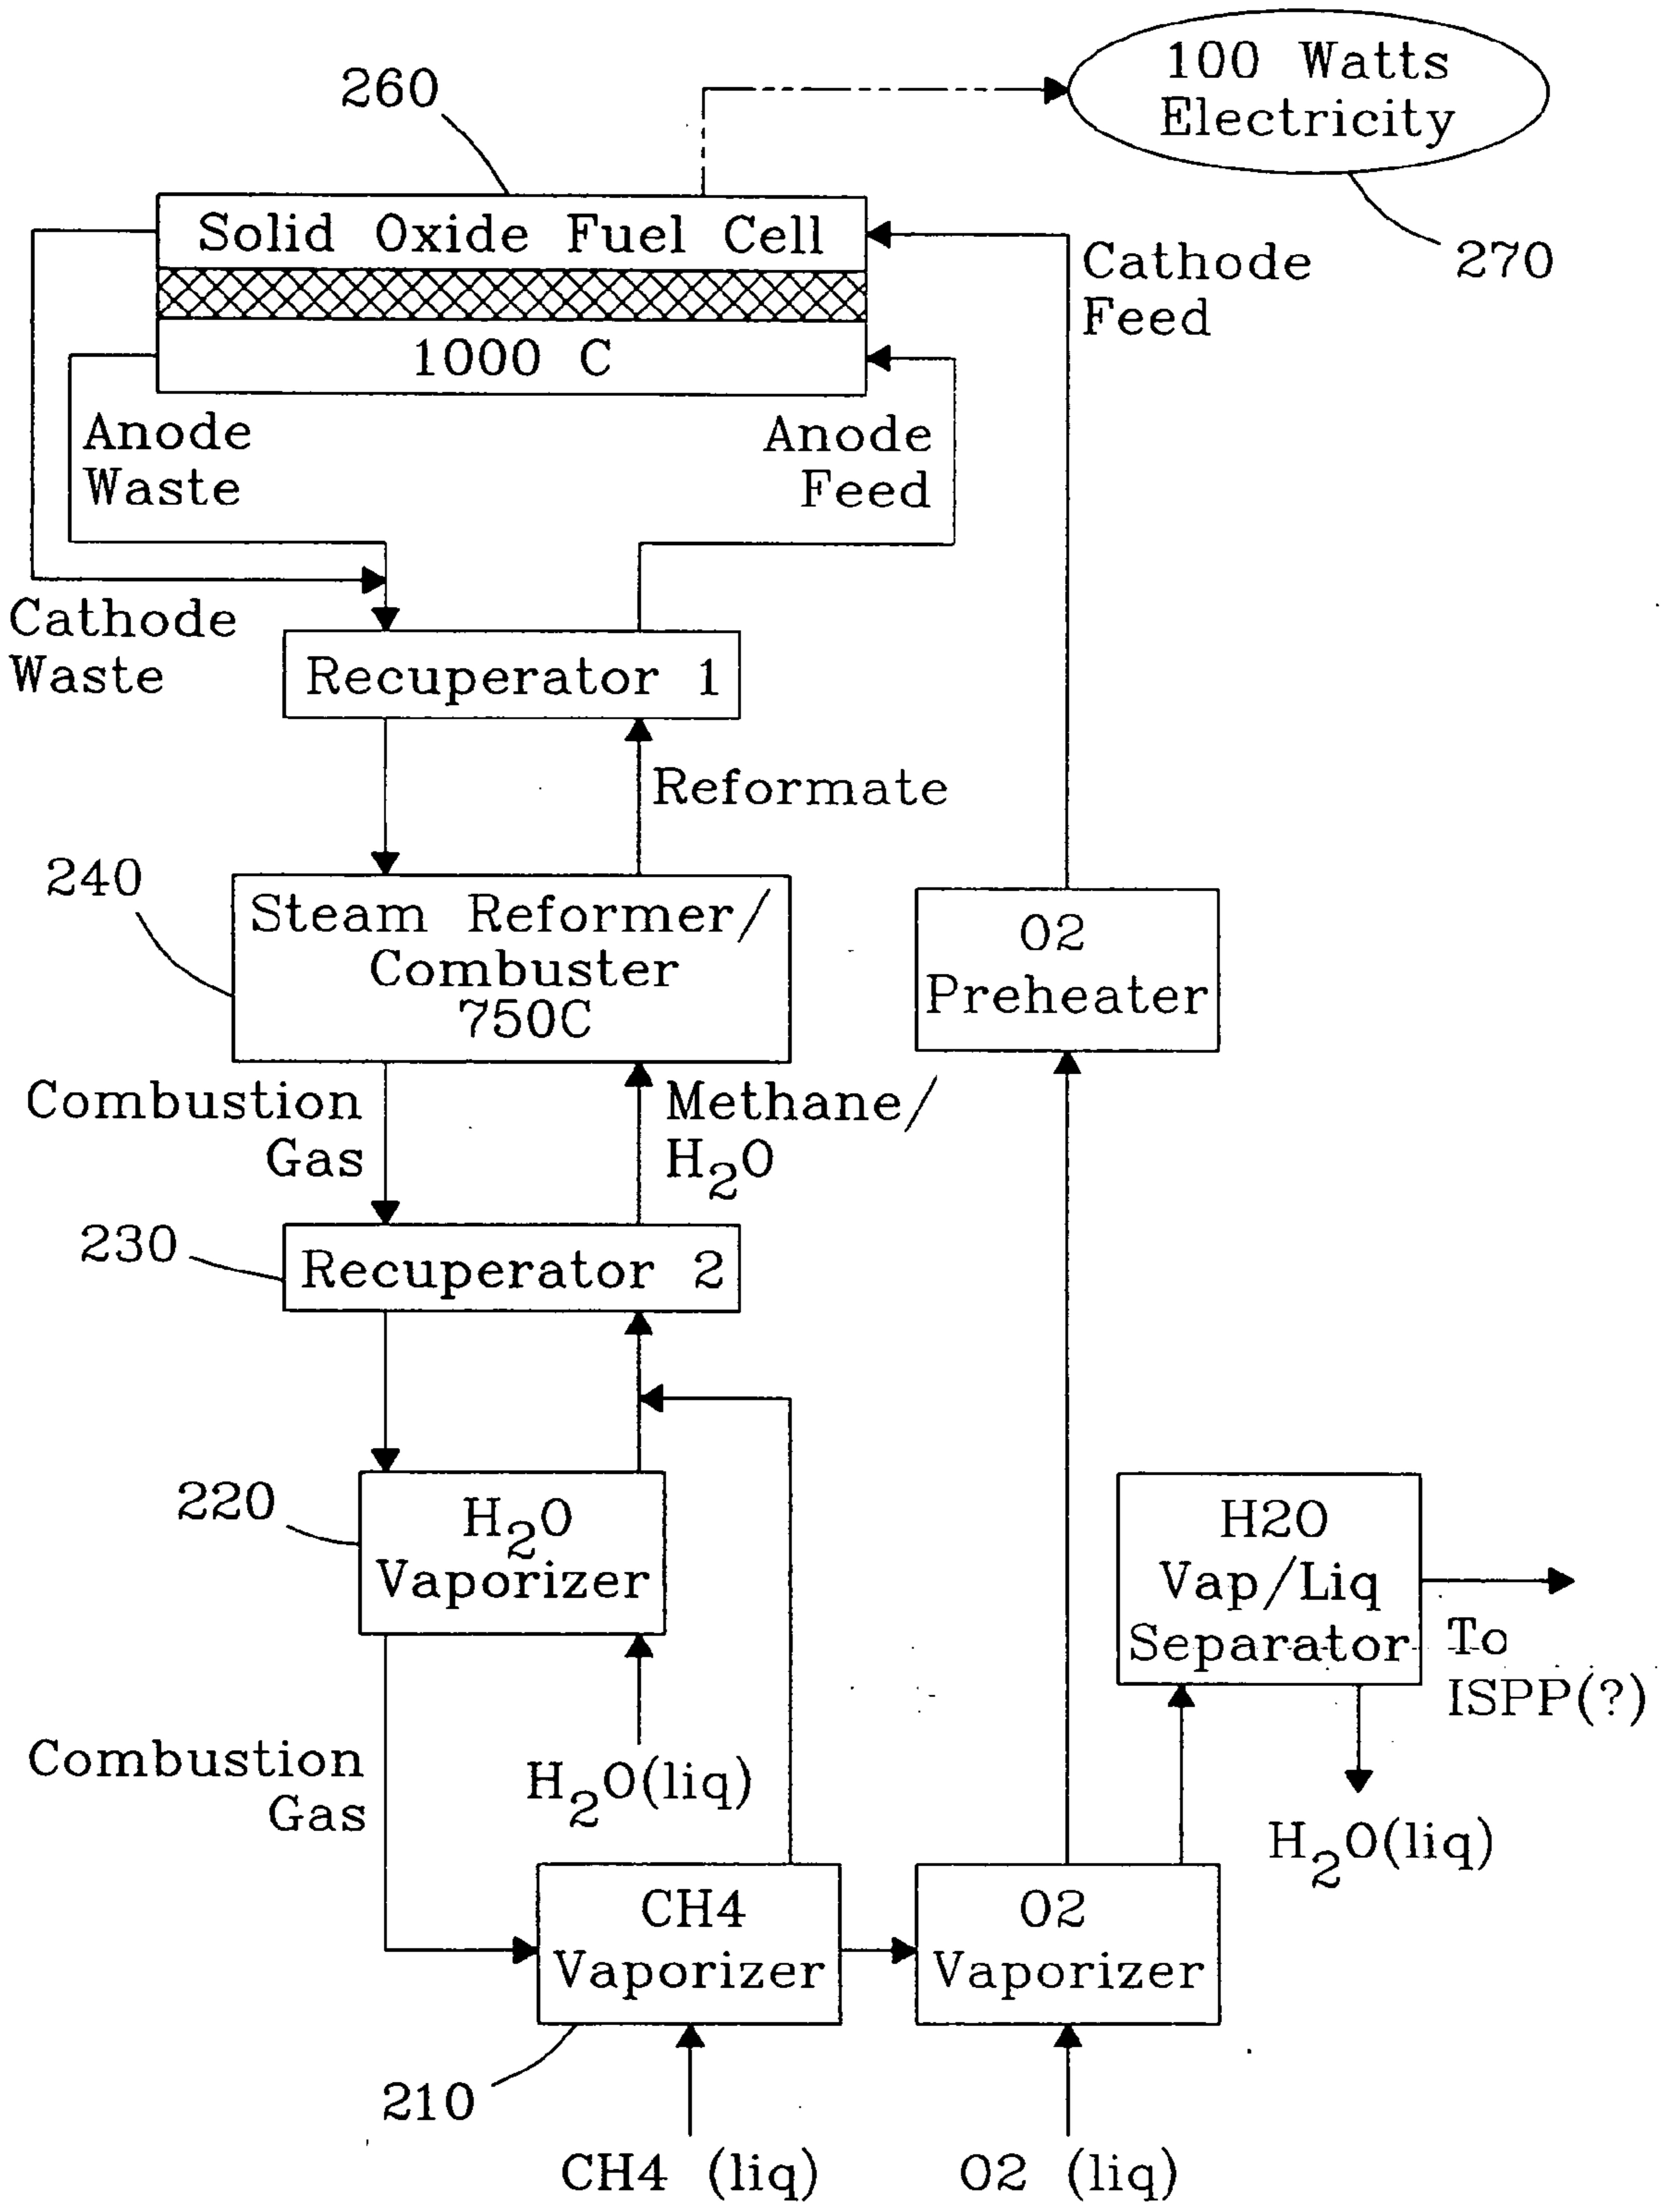 100 Watts
Electricity
260
270
Solid Oxide Fuel Cell
1000 C
Cathode
Feed
Anode
Waste
Anode
Feed
Cathode
Waste
Recuperator 1
Reformate
240
Steam Reformer/
Combuster
750C
O2
Preheater
Combustion
Gas
Methane/
H₂O
230
Recuperator 2
220
H₂O
Vaporizer
H2O
Vap/Liq
Separator
To
ISPP(?)
H₂O(liq)
Combustion
Gas
H₂O(liq)
CH4
Vaporizer
O2
Vaporizer
210
CH4 (liq)
O2 (liq)